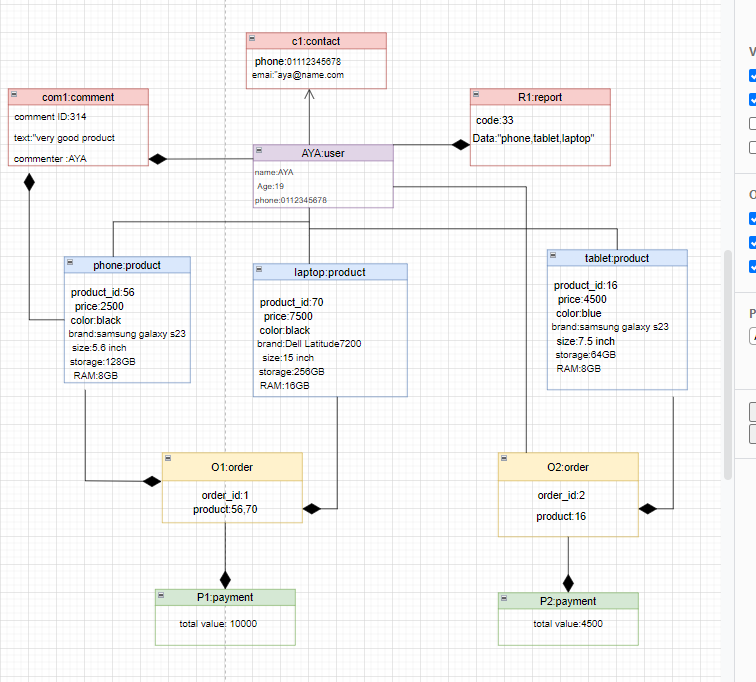 c1:contact
phone:01112345678
emai:"aya@name.com
com1:comment
comment ID:314
text:"very good product
commenter :AYA
R1:report
code:33
Data:"phone,tablet,laptop"
AYA:user
name:AYA
Age:19
phone:0112345678
phone:product
product_id:56
price:2500
color:black
brand:samsung galaxy s23
size:5.6 inch
storage:128GB
RAM:8GB
laptop:product
product_id:70
price:7500
color:black
brand:Dell Latitude7200
size:15 inch
storage:256GB
RAM:16GB
tablet:product
product_id:16
price:4500
color:blue
brand:samsung galaxy s23
size:7.5 inch
storage:64GB
RAM:8GB
O1:order
order_id:1
product:56,70
O2:order
order_id:2
product:16
P1:payment
total value: 10000
P2:payment
total value:4500